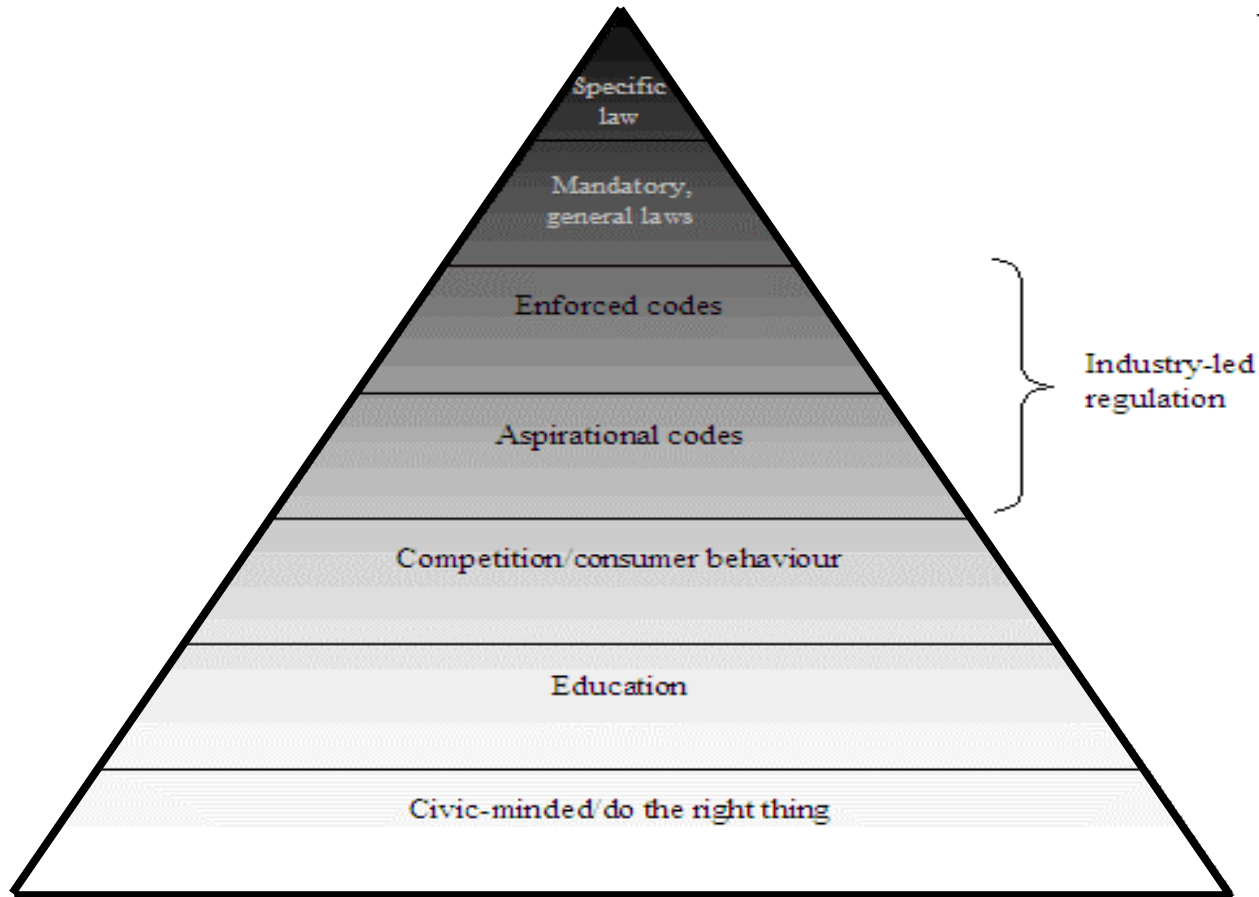 Specific
law
Mandatory,
general laws
Enforced codes
Industry-led
regulation
Aspirational codes
Competition/consumer behaviour
Education
Civic-minded/do the right thing